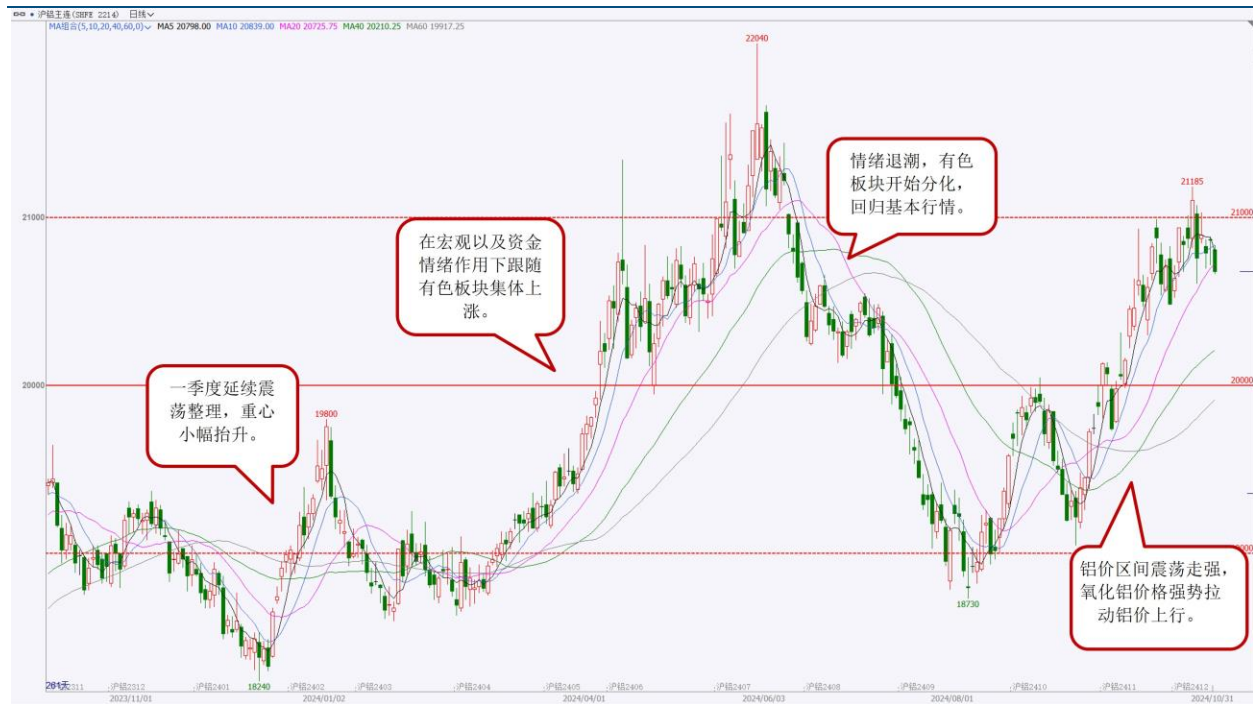 沪铝主连(SHFE 2214) 日线
MA组合(5,10,20,40,60,0) MA5 20798.00 MA10 20839.00 MA20 20725.75 MA40 20210.25 MA60 19917.25
22040
情绪退潮，有色
板块开始分化，
回归基本行情。
21185
21000
21000
在宏观以及资金
情绪作用下跟随
有色板块集体上
涨。
20000
20000
一季度延续震
荡整理，重心
小幅抬升。
19800
铝价区间震荡走强，
氧化铝价格强势拉
动铝价上行。
18730
18240
261天
沪铝2312 沪铝2401 沪铝2402 沪铝2403 沪铝2404 沪铝2405 沪铝2406 沪铝2407 沪铝2408 沪铝2409 沪铝2410 沪铝2411 沪铝2412
2023/11/01 2024/01/02 2024/04/01 2024/06/03 2024/08/01 2024/10/31